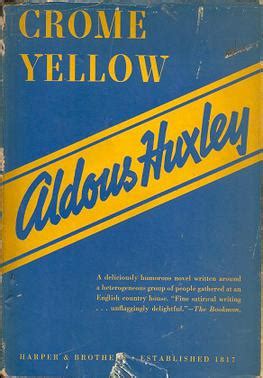 CROME
YELLOW
Aldous Huxley
A deliciously humorous novel written around
a heterogeneous group of people gathered at an
English country house. "Fine satirical writing
. . . unflaggingly delightful."—The Bookman.
HARPER & BROTHERS · ESTABLISHED 1817